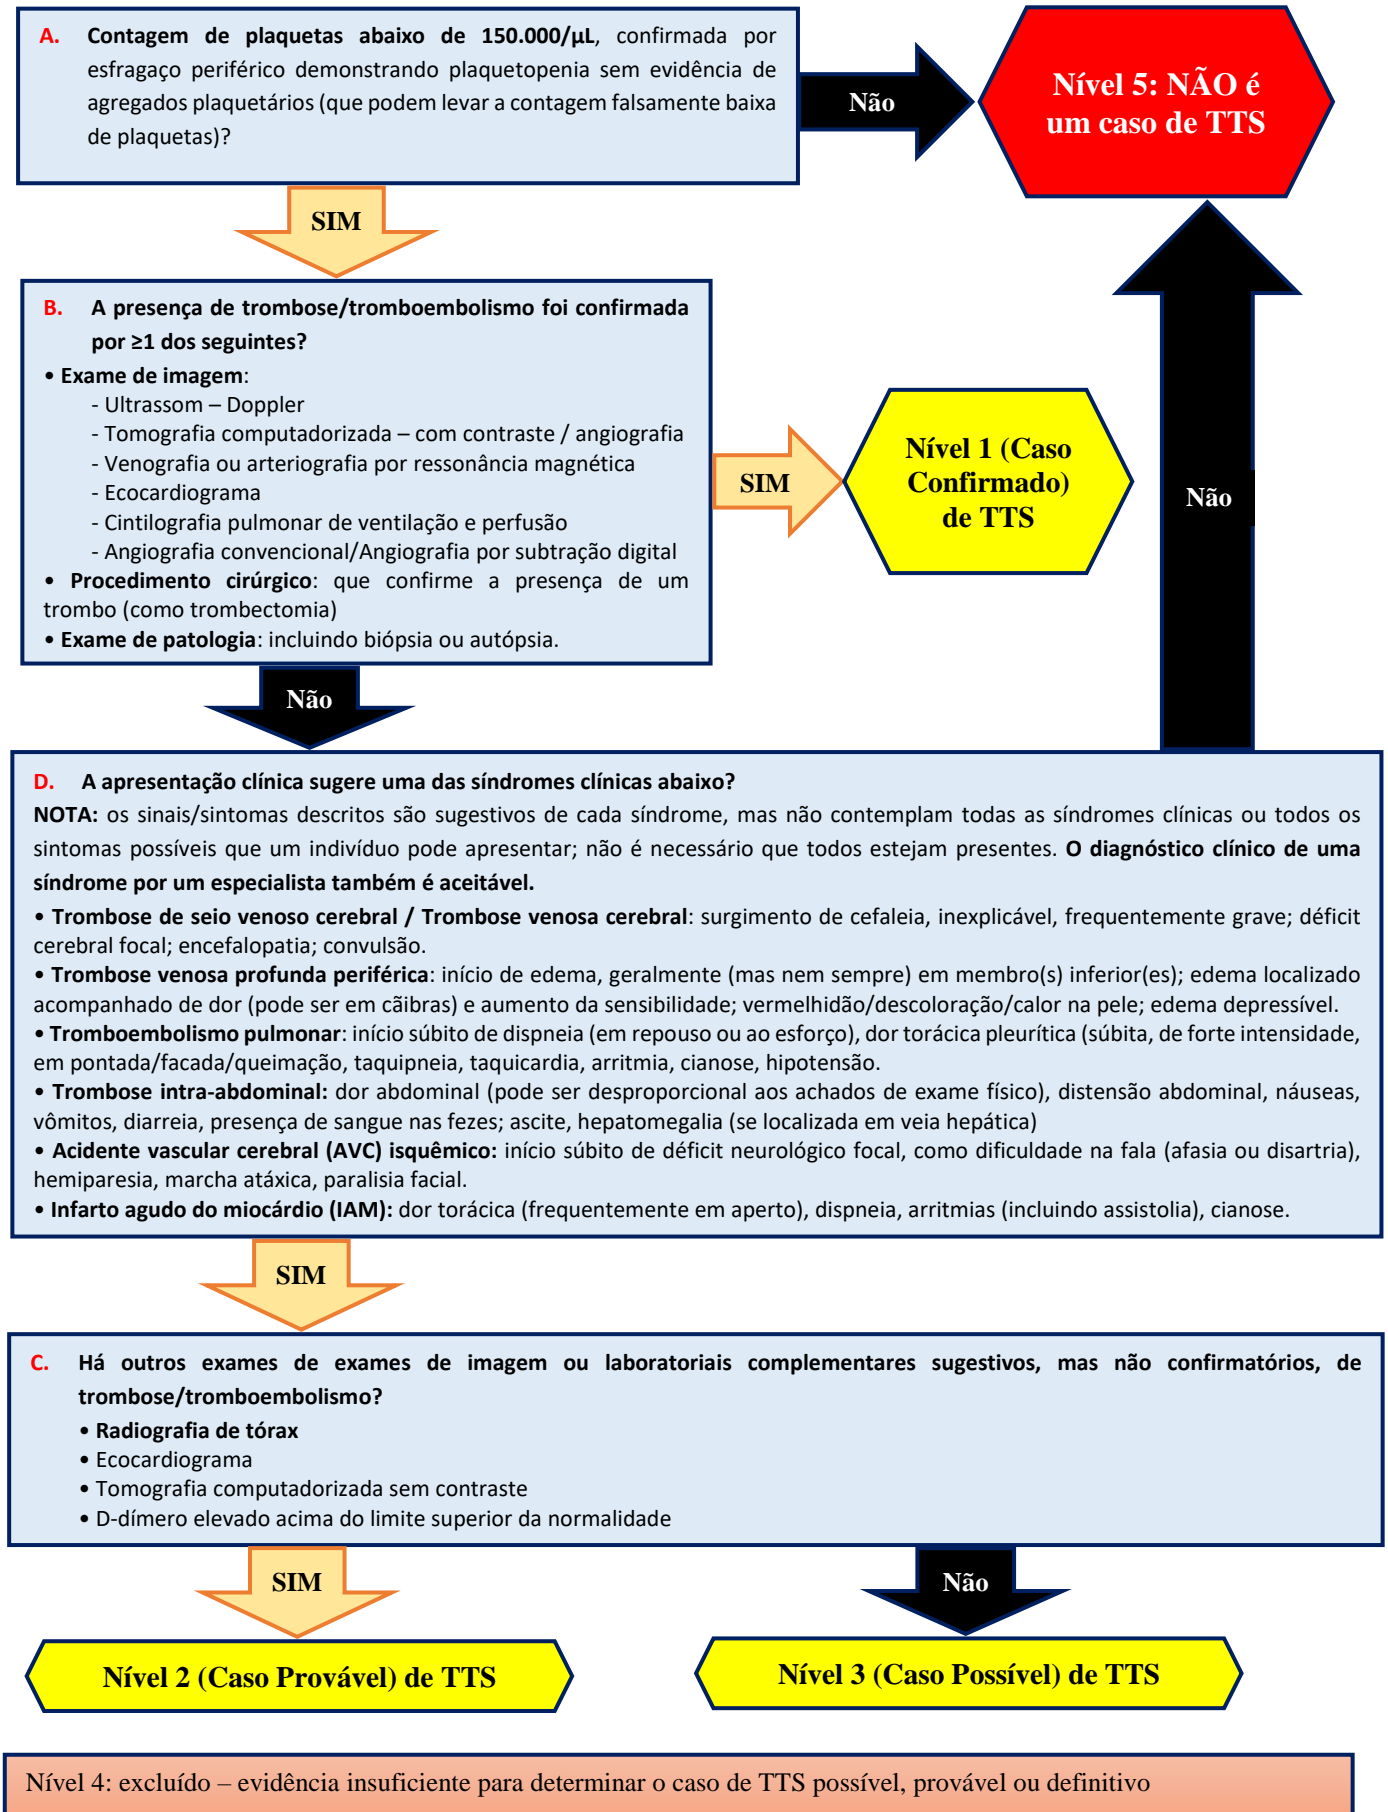 A. Contagem de plaquetas abaixo de 150.000/µL, confirmada por
esfragaço periférico demonstrando plaquetopenia sem evidência de
agregados plaquetários (que podem levar a contagem falsamente baixa
de plaquetas)?
Não
Nível 5: NÃO é
um caso de TTS
SIM
B. A presença de trombose/tromboembolismo foi confirmada
por ≥1 dos seguintes?
• Exame de imagem:
- Ultrassom – Doppler
- Tomografia computadorizada – com contraste / angiografia
- Venografia ou arteriografia por ressonância magnética
- Ecocardiograma
- Cintilografia pulmonar de ventilação e perfusão
- Angiografia convencional/Angiografia por subtração digital
• Procedimento cirúrgico: que confirme a presença de um
trombo (como trombectomia)
• Exame de patologia: incluindo biópsia ou autópsia.
SIM
Nível 1 (Caso
Confirmado)
de TTS
Não
Não
D. A apresentação clínica sugere uma das síndromes clínicas abaixo?
NOTA: os sinais/sintomas descritos são sugestivos de cada síndrome, mas não contemplam todas as síndromes clínicas ou todos os
sintomas possíveis que um indivíduo pode apresentar; não é necessário que todos estejam presentes. O diagnóstico clínico de uma
síndrome por um especialista também é aceitável.
• Trombose de seio venoso cerebral / Trombose venosa cerebral: surgimento de cefaleia, inexplicável, frequentemente grave; déficit
cerebral focal; encefalopatia; convulsão.
• Trombose venosa profunda periférica: início de edema, geralmente (mas nem sempre) em membro(s) inferior(es); edema localizado
acompanhado de dor (pode ser em cãibras) e aumento da sensibilidade; vermelhidão/descoloração/calor na pele; edema depressível.
• Tromboembolismo pulmonar: início súbito de dispneia (em repouso ou ao esforço), dor torácica pleurítica (súbita, de forte intensidade,
em pontada/facada/queimação, taquipneia, taquicardia, arritmia, cianose, hipotensão.
• Trombose intra-abdominal: dor abdominal (pode ser desproporcional aos achados de exame físico), distensão abdominal, náuseas,
vômitos, diarreia, presença de sangue nas fezes; ascite, hepatomegalia (se localizada em veia hepática)
• Acidente vascular cerebral (AVC) isquêmico: início súbito de déficit neurológico focal, como dificuldade na fala (afasia ou disartria),
hemiparesia, marcha atáxica, paralisia facial.
• Infarto agudo do miocárdio (IAM): dor torácica (frequentemente em aperto), dispneia, arritmias (incluindo assistolia), cianose.
SIM
C. Há outros exames de exames de imagem ou laboratoriais complementares sugestivos, mas não confirmatórios, de
trombose/tromboembolismo?
• Radiografia de tórax
• Ecocardiograma
• Tomografia computadorizada sem contraste
• D-dímero elevado acima do limite superior da normalidade
SIM
Não
Nível 2 (Caso Provável) de TTS
Nível 3 (Caso Possível) de TTS
Nível 4: excluído – evidência insuficiente para determinar o caso de TTS possível, provável ou definitivo